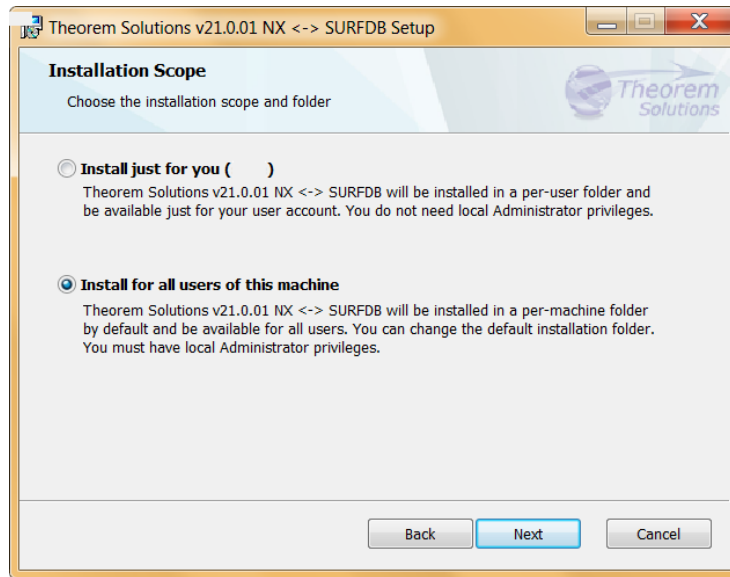 Theorem Solutions v21.0.01 NX <-> SURFDB Setup
Installation Scope
Choose the installation scope and folder
Theorem
Solutions
Install just for you (      )
Theorem Solutions v21.0.01 NX <-> SURFDB will be installed in a per-user folder and
be available just for your user account. You do not need local Administrator privileges.
Install for all users of this machine
Theorem Solutions v21.0.01 NX <-> SURFDB will be installed in a per-machine folder
by default and be available for all users. You can change the default installation folder.
You must have local Administrator privileges.
Back
Next
Cancel